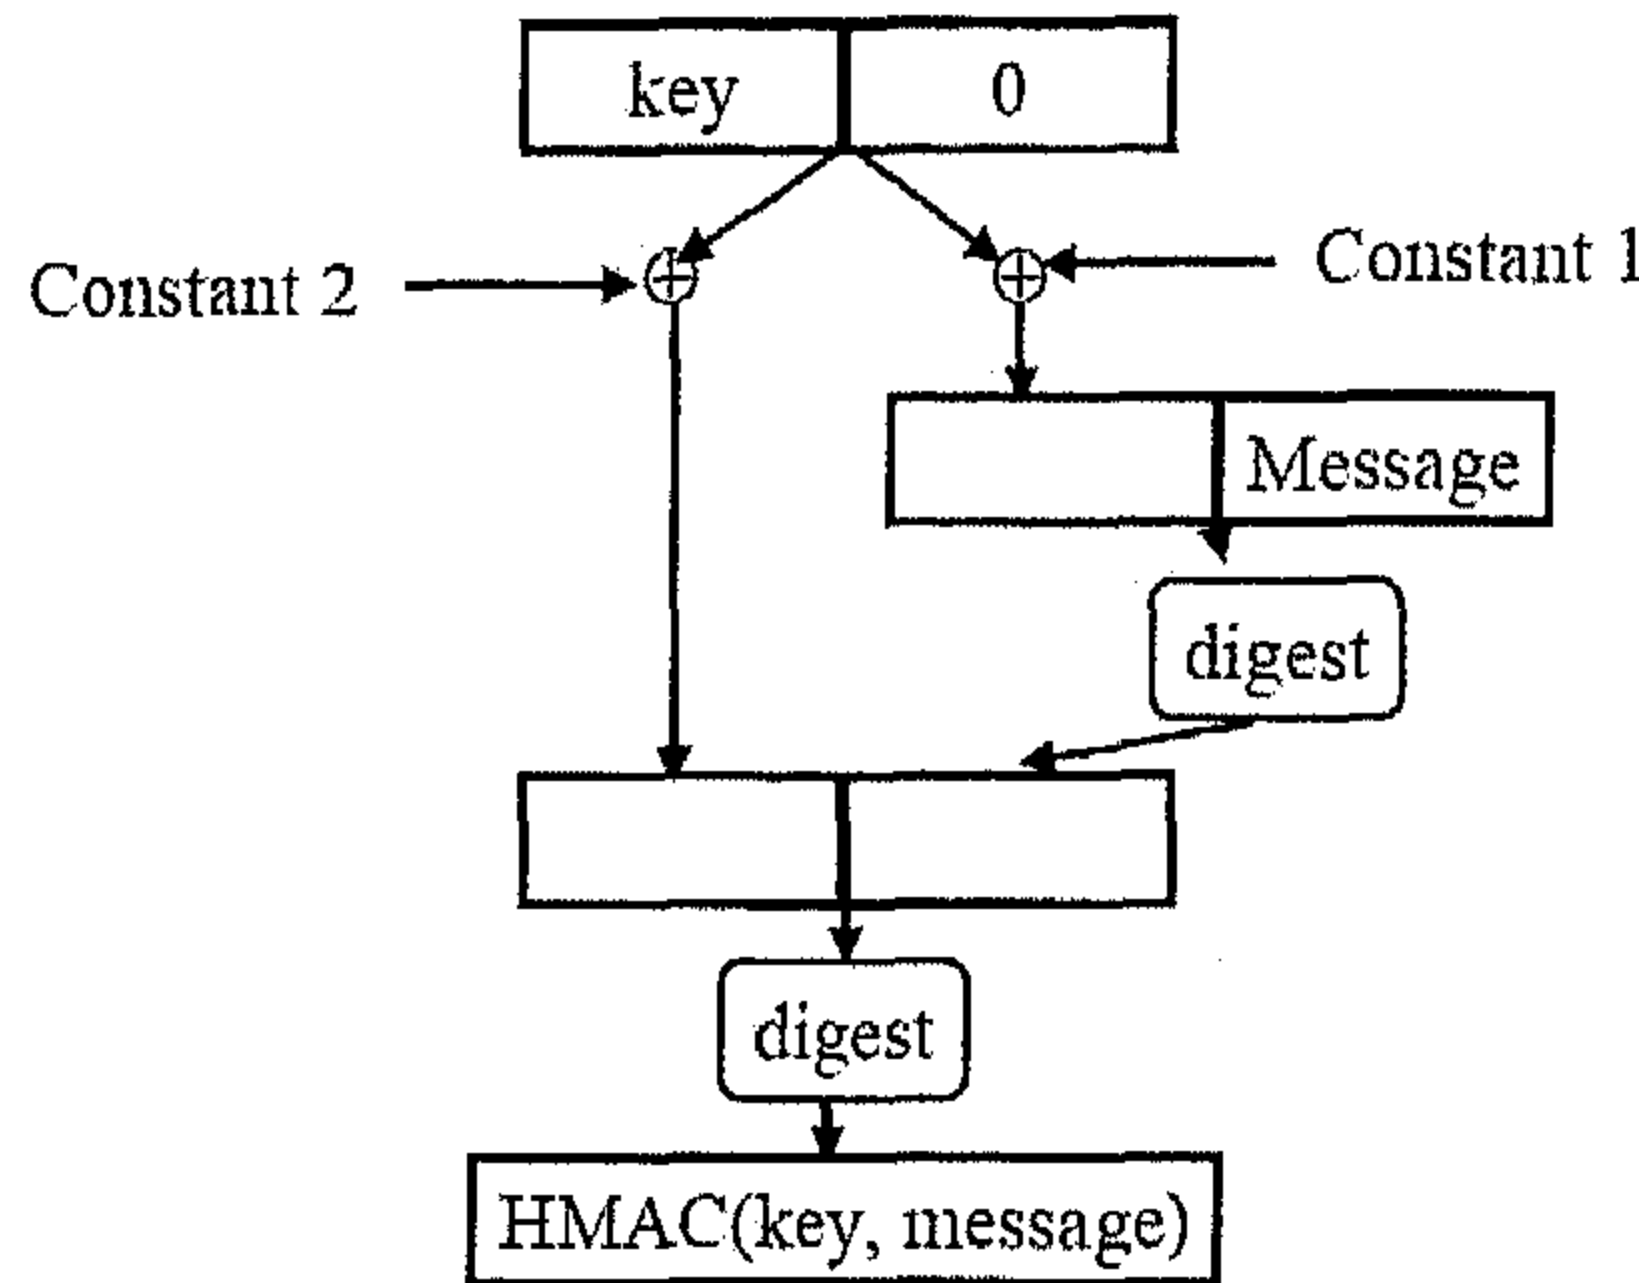 key 0
Constant 2
Constant 1
Message
digest
digest
HMAC(key, message)